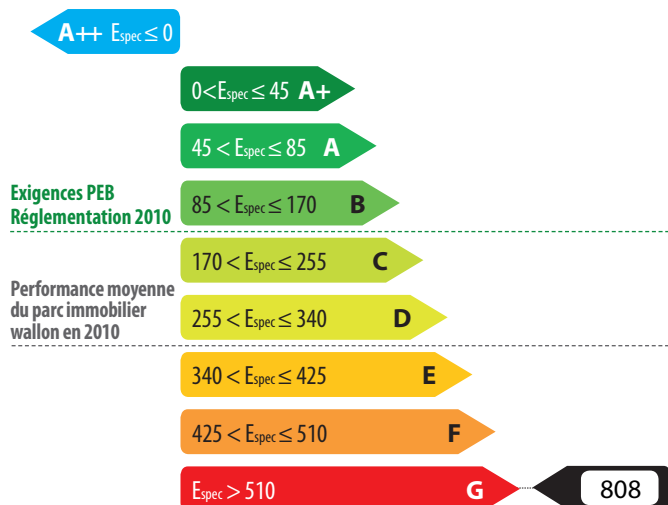 A++ Espec ≤ 0
0<Espec ≤ 45 A+
45 < Espec ≤ 85 A
Exigences PEB
Réglementation 2010
85 < Espec ≤ 170 B
170 < Espec ≤ 255 C
Performance moyenne
du parc immobilier
wallon en 2010
255 < Espec ≤ 340 D
340 < Espec ≤ 425 E
425 < Espec ≤ 510 F
Espec > 510 G 808